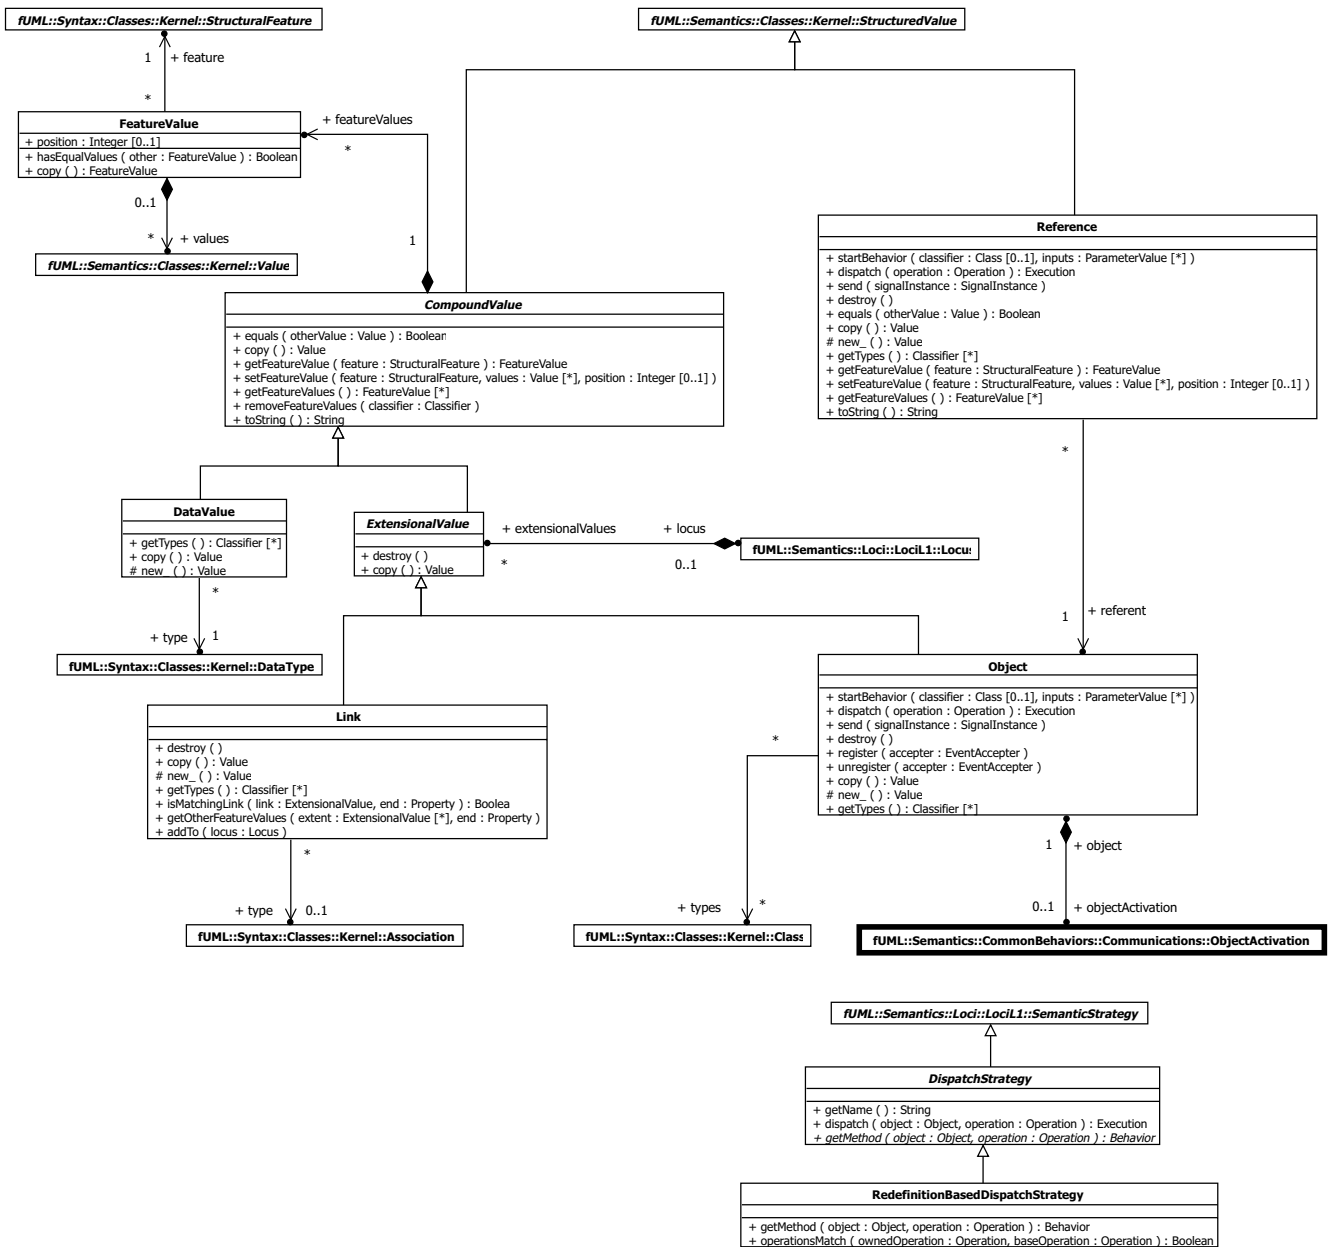 fUML::Syntax::Classes::Kernel::StructuralFeature
fUML::Semantics::Classes::Kernel::StructuredValue
1
+ feature
*
FeatureValue
+ position : Integer [0..1]
+ hasEqualValues ( other : FeatureValue ) : Boolean
+ copy ( ) : FeatureValue
+ featureValues
*
0..1
* + values
1
fUML::Semantics::Classes::Kernel::Value
Reference
+ startBehavior ( classifier : Class [0..1], inputs : ParameterValue [*] )
+ dispatch ( operation : Operation ) : Execution
+ send ( signalInstance : SignalInstance )
+ destroy ( )
+ equals ( otherValue : Value ) : Boolean
+ copy ( ) : Value
# new_ ( ) : Value
+ getTypes ( ) : Classifier [*]
+ getFeatureValue ( feature : StructuralFeature ) : FeatureValue
+ setFeatureValue ( feature : StructuralFeature, values : Value [*], position : Integer [0..1] )
+ getFeatureValues ( ) : FeatureValue [*]
+ toString ( ) : String
CompoundValue
+ equals ( otherValue : Value ) : Boolean
+ copy ( ) : Value
+ getFeatureValue ( feature : StructuralFeature ) : FeatureValue
+ setFeatureValue ( feature : StructuralFeature, values : Value [*], position : Integer [0..1] )
+ getFeatureValues ( ) : FeatureValue [*]
+ removeFeatureValues ( classifier : Classifier )
+ toString ( ) : String
*
DataValue
+ getTypes ( ) : Classifier [*]
+ copy ( ) : Value
# new_ ( ) : Value
ExtensionalValue
+ destroy ( )
+ copy ( ) : Value
+ extensionalValues
*
+ locus
0..1
fUML::Semantics::Loci::LociL1::Locus
*
+ type
1
1
+ referent
fUML::Syntax::Classes::Kernel::DataType
Object
+ startBehavior ( classifier : Class [0..1], inputs : ParameterValue [*] )
+ dispatch ( operation : Operation ) : Execution
+ send ( signalInstance : SignalInstance )
+ destroy ( )
+ register ( accepter : EventAccepter )
+ unregister ( accepter : EventAccepter )
+ copy ( ) : Value
# new_ ( ) : Value
+ getTypes ( ) : Classifier [*]
Link
+ destroy ( )
+ copy ( ) : Value
# new_ ( ) : Value
+ getTypes ( ) : Classifier [*]
+ isMatchingLink ( link : ExtensionalValue, end : Property ) : Boolea
+ getOtherFeatureValues ( extent : ExtensionalValue [*], end : Property )
+ addTo ( locus : Locus )
*
*
1
+ object
+ type
0..1
+ types
*
0..1
+ objectActivation
fUML::Syntax::Classes::Kernel::Association
fUML::Syntax::Classes::Kernel::Class
fUML::Semantics::CommonBehaviors::Communications::ObjectActivation
fUML::Semantics::Loci::LociL1::SemanticStrategy
DispatchStrategy
+ getName ( ) : String
+ dispatch ( object : Object, operation : Operation ) : Execution
+ getMethod ( object : Object, operation : Operation ) : Behavior
RedefinitionBasedDispatchStrategy
+ getMethod ( object : Object, operation : Operation ) : Behavior
+ operationsMatch ( ownedOperation : Operation, baseOperation : Operation ) : Boolean